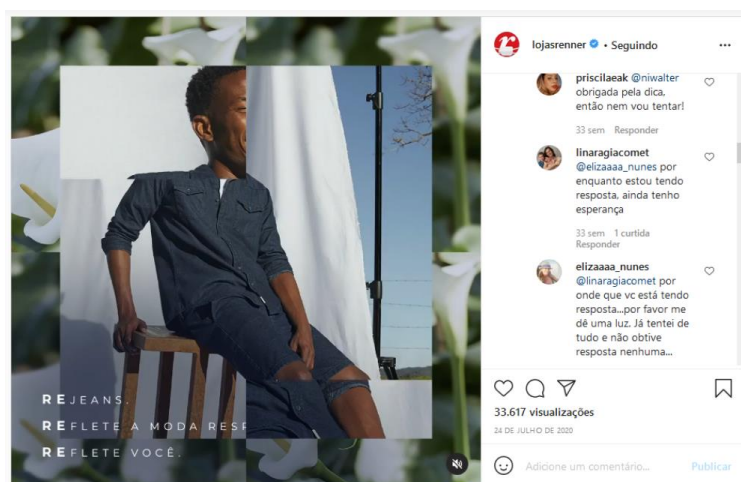 lojasrenner • Seguindo
priscilaeak @niwalter
obrigada pela dica,
então nem vou tentar!
33 sem Responder
linaragiacomet
@elizaaaa_nunes por
enquanto estou tendo
resposta, ainda tenho
esperança
33 sem 1 curtida
Responder
elizaaaa_nunes
@linaragiacomet por
onde que vc está tendo
resposta...por favor me
dê uma luz. Já tentei de
tudo e não obtive
resposta nenhuma...
33.617 visualizações
24 DE JULHO DE 2020
Adicione um comentário... Publicar
REJEANS.
REFLETE A MODA RESP
REFLETE VOCÊ.